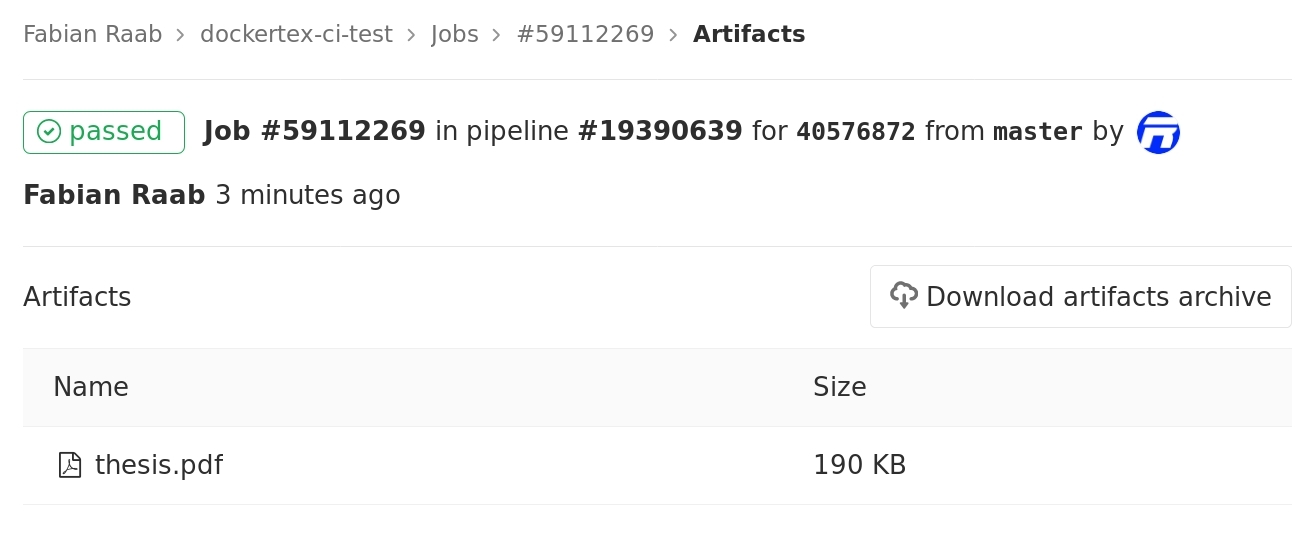 Fabian Raab > dockertex-ci-test > Jobs > #59112269 > Artifacts
passed Job #59112269 in pipeline #19390639 for 40576872 from master by
Fabian Raab 3 minutes ago
Artifacts Download artifacts archive
Name Size
thesis.pdf 190 KB